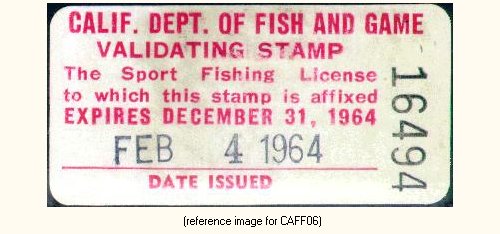 CALIF. DEPT. OF FISH AND GAME
VALIDATING STAMP
The Sport Fishing License
to which this stamp is affixed
EXPIRES DECEMBER 31, 1964
FEB 4 1964
DATE ISSUED
16494
(reference image for CAFF06)